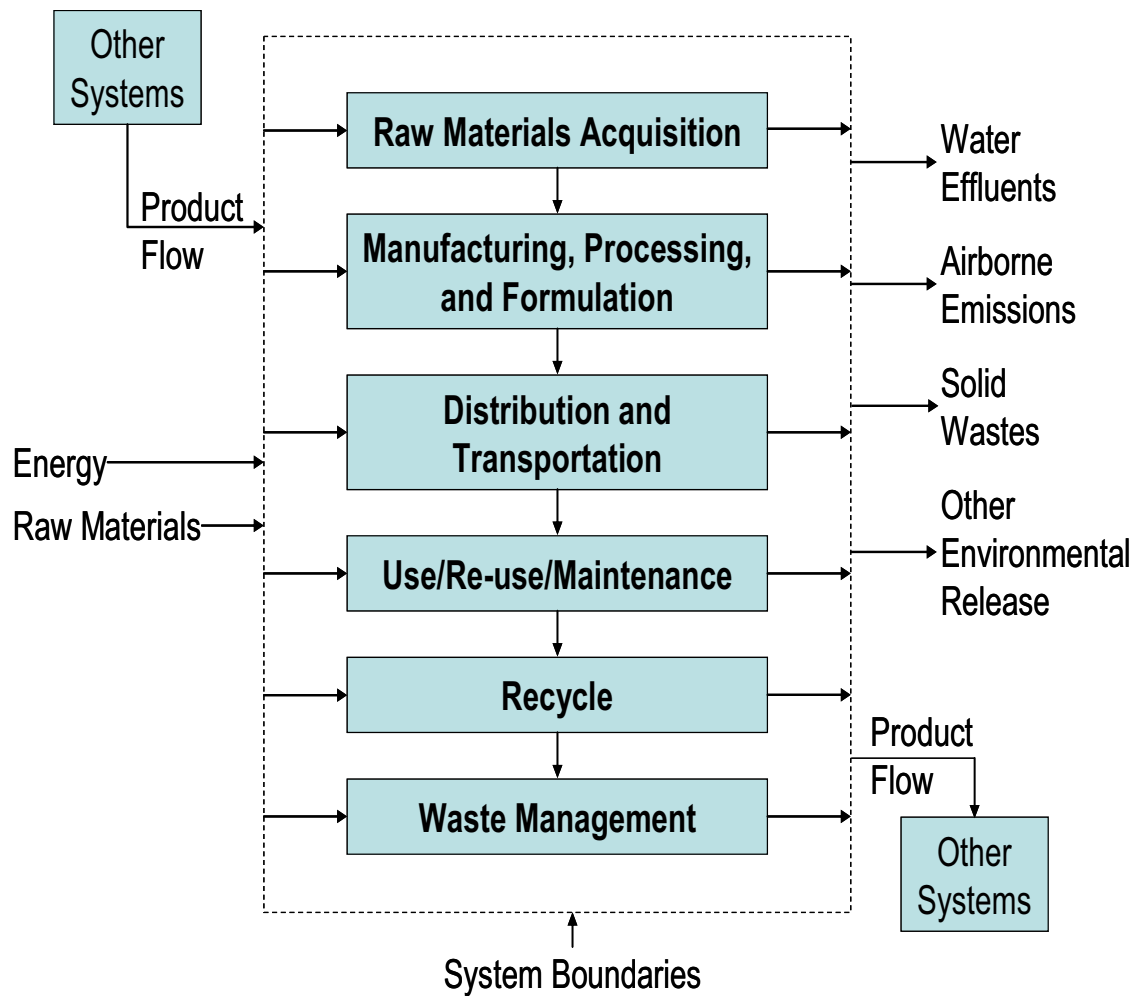 Other
Systems
Product
Flow
Energy
Raw Materials
Raw Materials Acquisition
Manufacturing, Processing,
and Formulation
Distribution and
Transportation
Use/Re-use/Maintenance
Recycle
Waste Management
Water
Effluents
Airborne
Emissions
Solid
Wastes
Other
Environmental
Release
Product
Flow
Other
Systems
System Boundaries